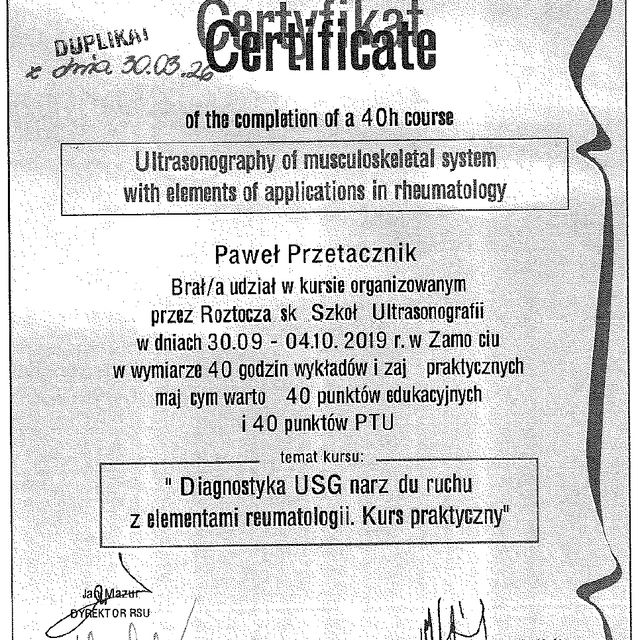 Certyfikat
Certificate
DUPLIKAT
z dnia 30.03.26
of the completion of a 40h course
Ultrasonography of musculoskeletal system
with elements of applications in rheumatology
Paweł Przetacznik
Brał/a udział w kursie organizowanym
przez Roztocza sk Szkoł Ultrasonografii
w dniach 30.09 - 04.10. 2019 r. w Zamo ciu
w wymiarze 40 godzin wykładów i zaj praktycznych
maj cym warto 40 punktów edukacyjnych
i 40 punktów PTU
temat kursu:
" Diagnostyka USG narz du ruchu
z elementami reumatologii. Kurs praktyczny"
Jan Mazur
DYREKTOR RSU